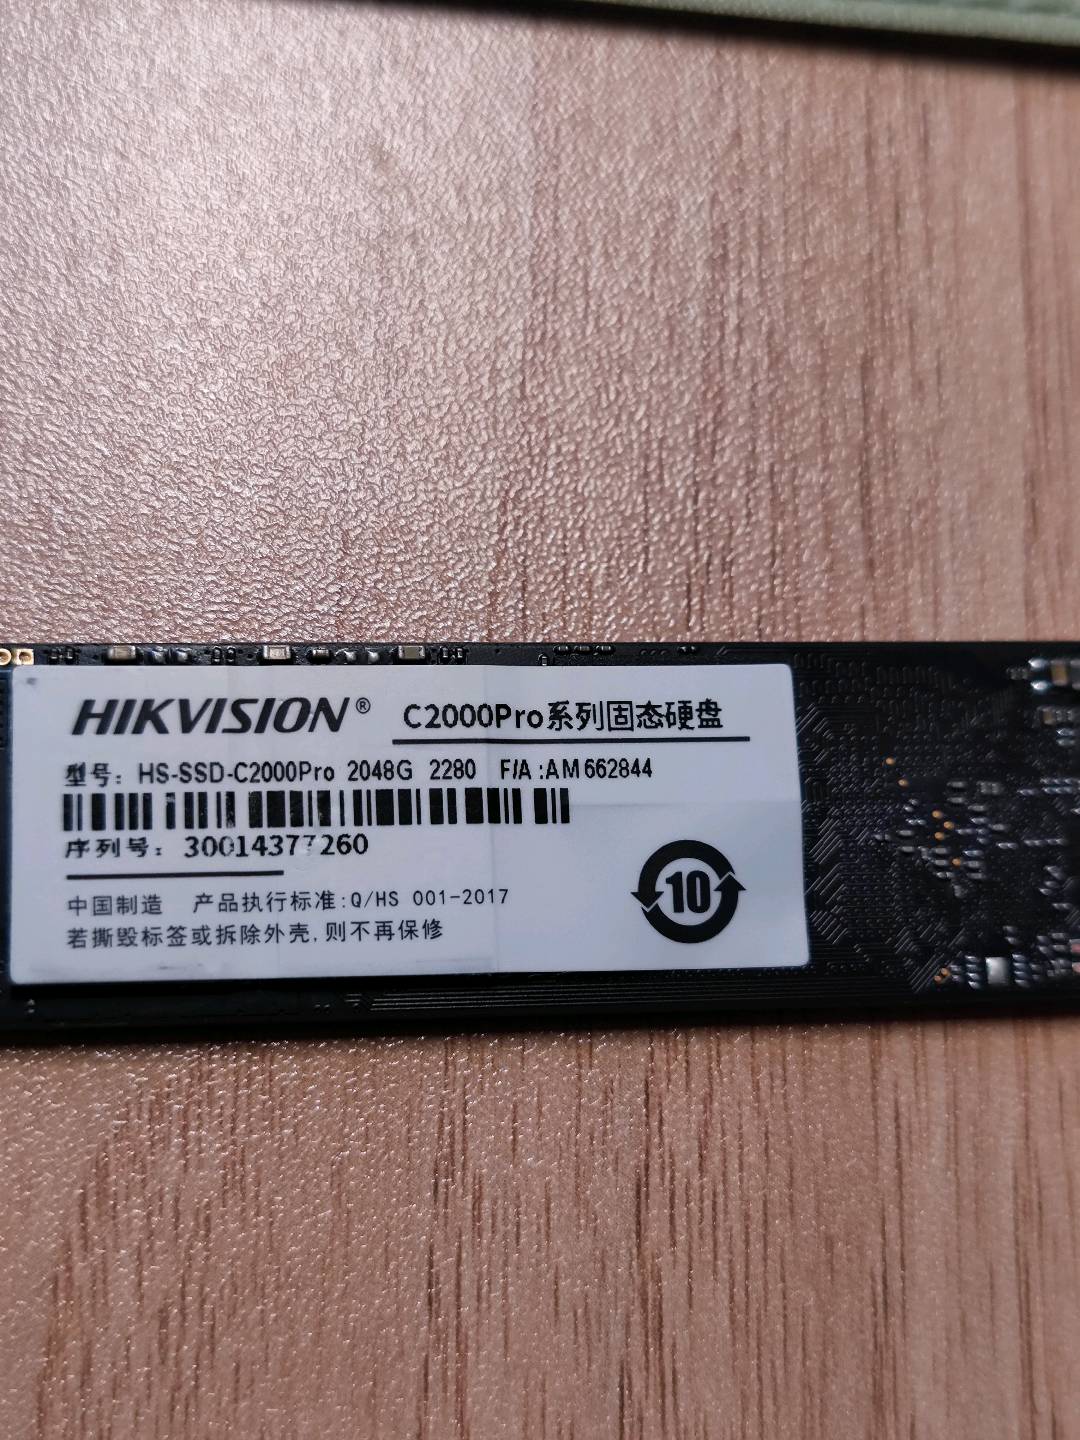 HIKVISION® C2000Pro系列固态硬盘
型号: HS-SSD-C2000Pro 2048G 2280 F/A :AM662844
序列号: 30014377260
中国制造 产品执行标准:Q/HS 001-2017
若撕毁标签或拆除外壳,则不再保修
10